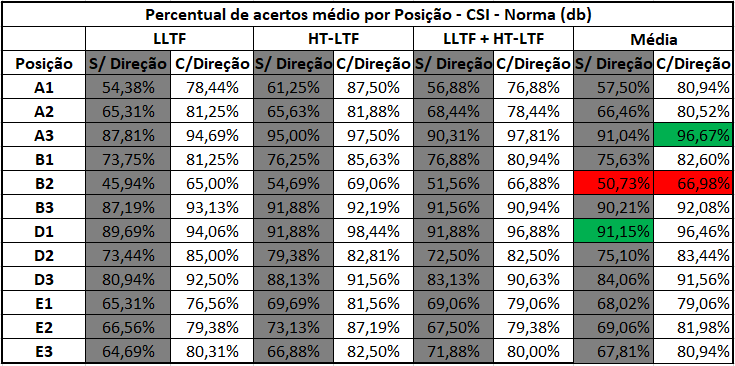 Percentual de acertos médio por Posição - CSI - Norma (db)
LLTF HT-LTF LLTF + HT-LTF Média
Posição S/ Direção C/Direção S/ Direção C/Direção S/ Direção C/Direção S/ Direção C/Direção
A1 54,38% 78,44% 61,25% 87,50% 56,88% 76,88% 57,50% 80,94%
A2 65,31% 81,25% 65,63% 81,88% 68,44% 78,44% 66,46% 80,52%
A3 87,81% 94,69% 95,00% 97,50% 90,31% 97,81% 91,04% 96,67%
B1 73,75% 81,25% 76,25% 85,63% 76,88% 80,94% 75,63% 82,60%
B2 45,94% 65,00% 54,69% 69,06% 51,56% 66,88% 50,73% 66,98%
B3 87,19% 93,13% 91,88% 92,19% 91,56% 90,94% 90,21% 92,08%
D1 89,69% 94,06% 91,88% 98,44% 91,88% 96,88% 91,15% 96,46%
D2 73,44% 85,00% 79,38% 82,81% 72,50% 82,50% 75,10% 83,44%
D3 80,94% 92,50% 88,13% 91,56% 83,13% 90,63% 84,06% 91,56%
E1 65,31% 76,56% 69,69% 81,56% 69,06% 79,06% 68,02% 79,06%
E2 66,56% 79,38% 73,13% 87,19% 67,50% 79,38% 69,06% 81,98%
E3 64,69% 80,31% 66,88% 82,50% 71,88% 80,00% 67,81% 80,94%